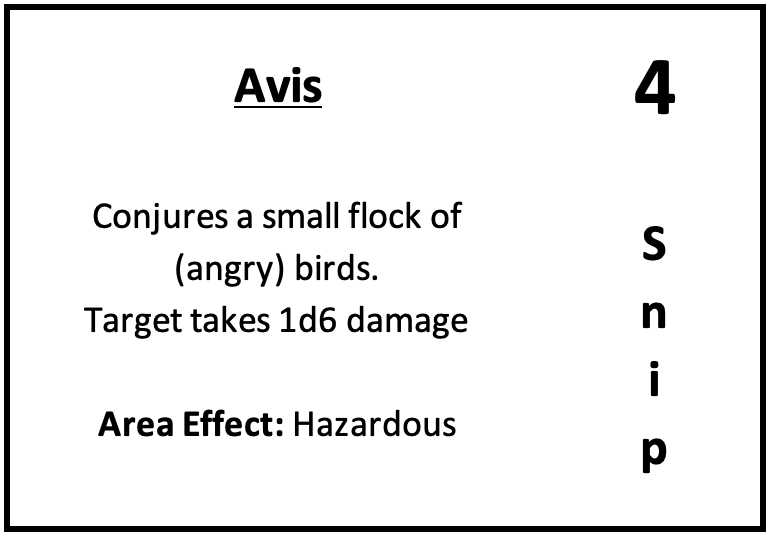 Avis
4
Conjures a small flock of
(angry) birds.
Target takes 1d6 damage
Area Effect: Hazardous
S
n
i
p